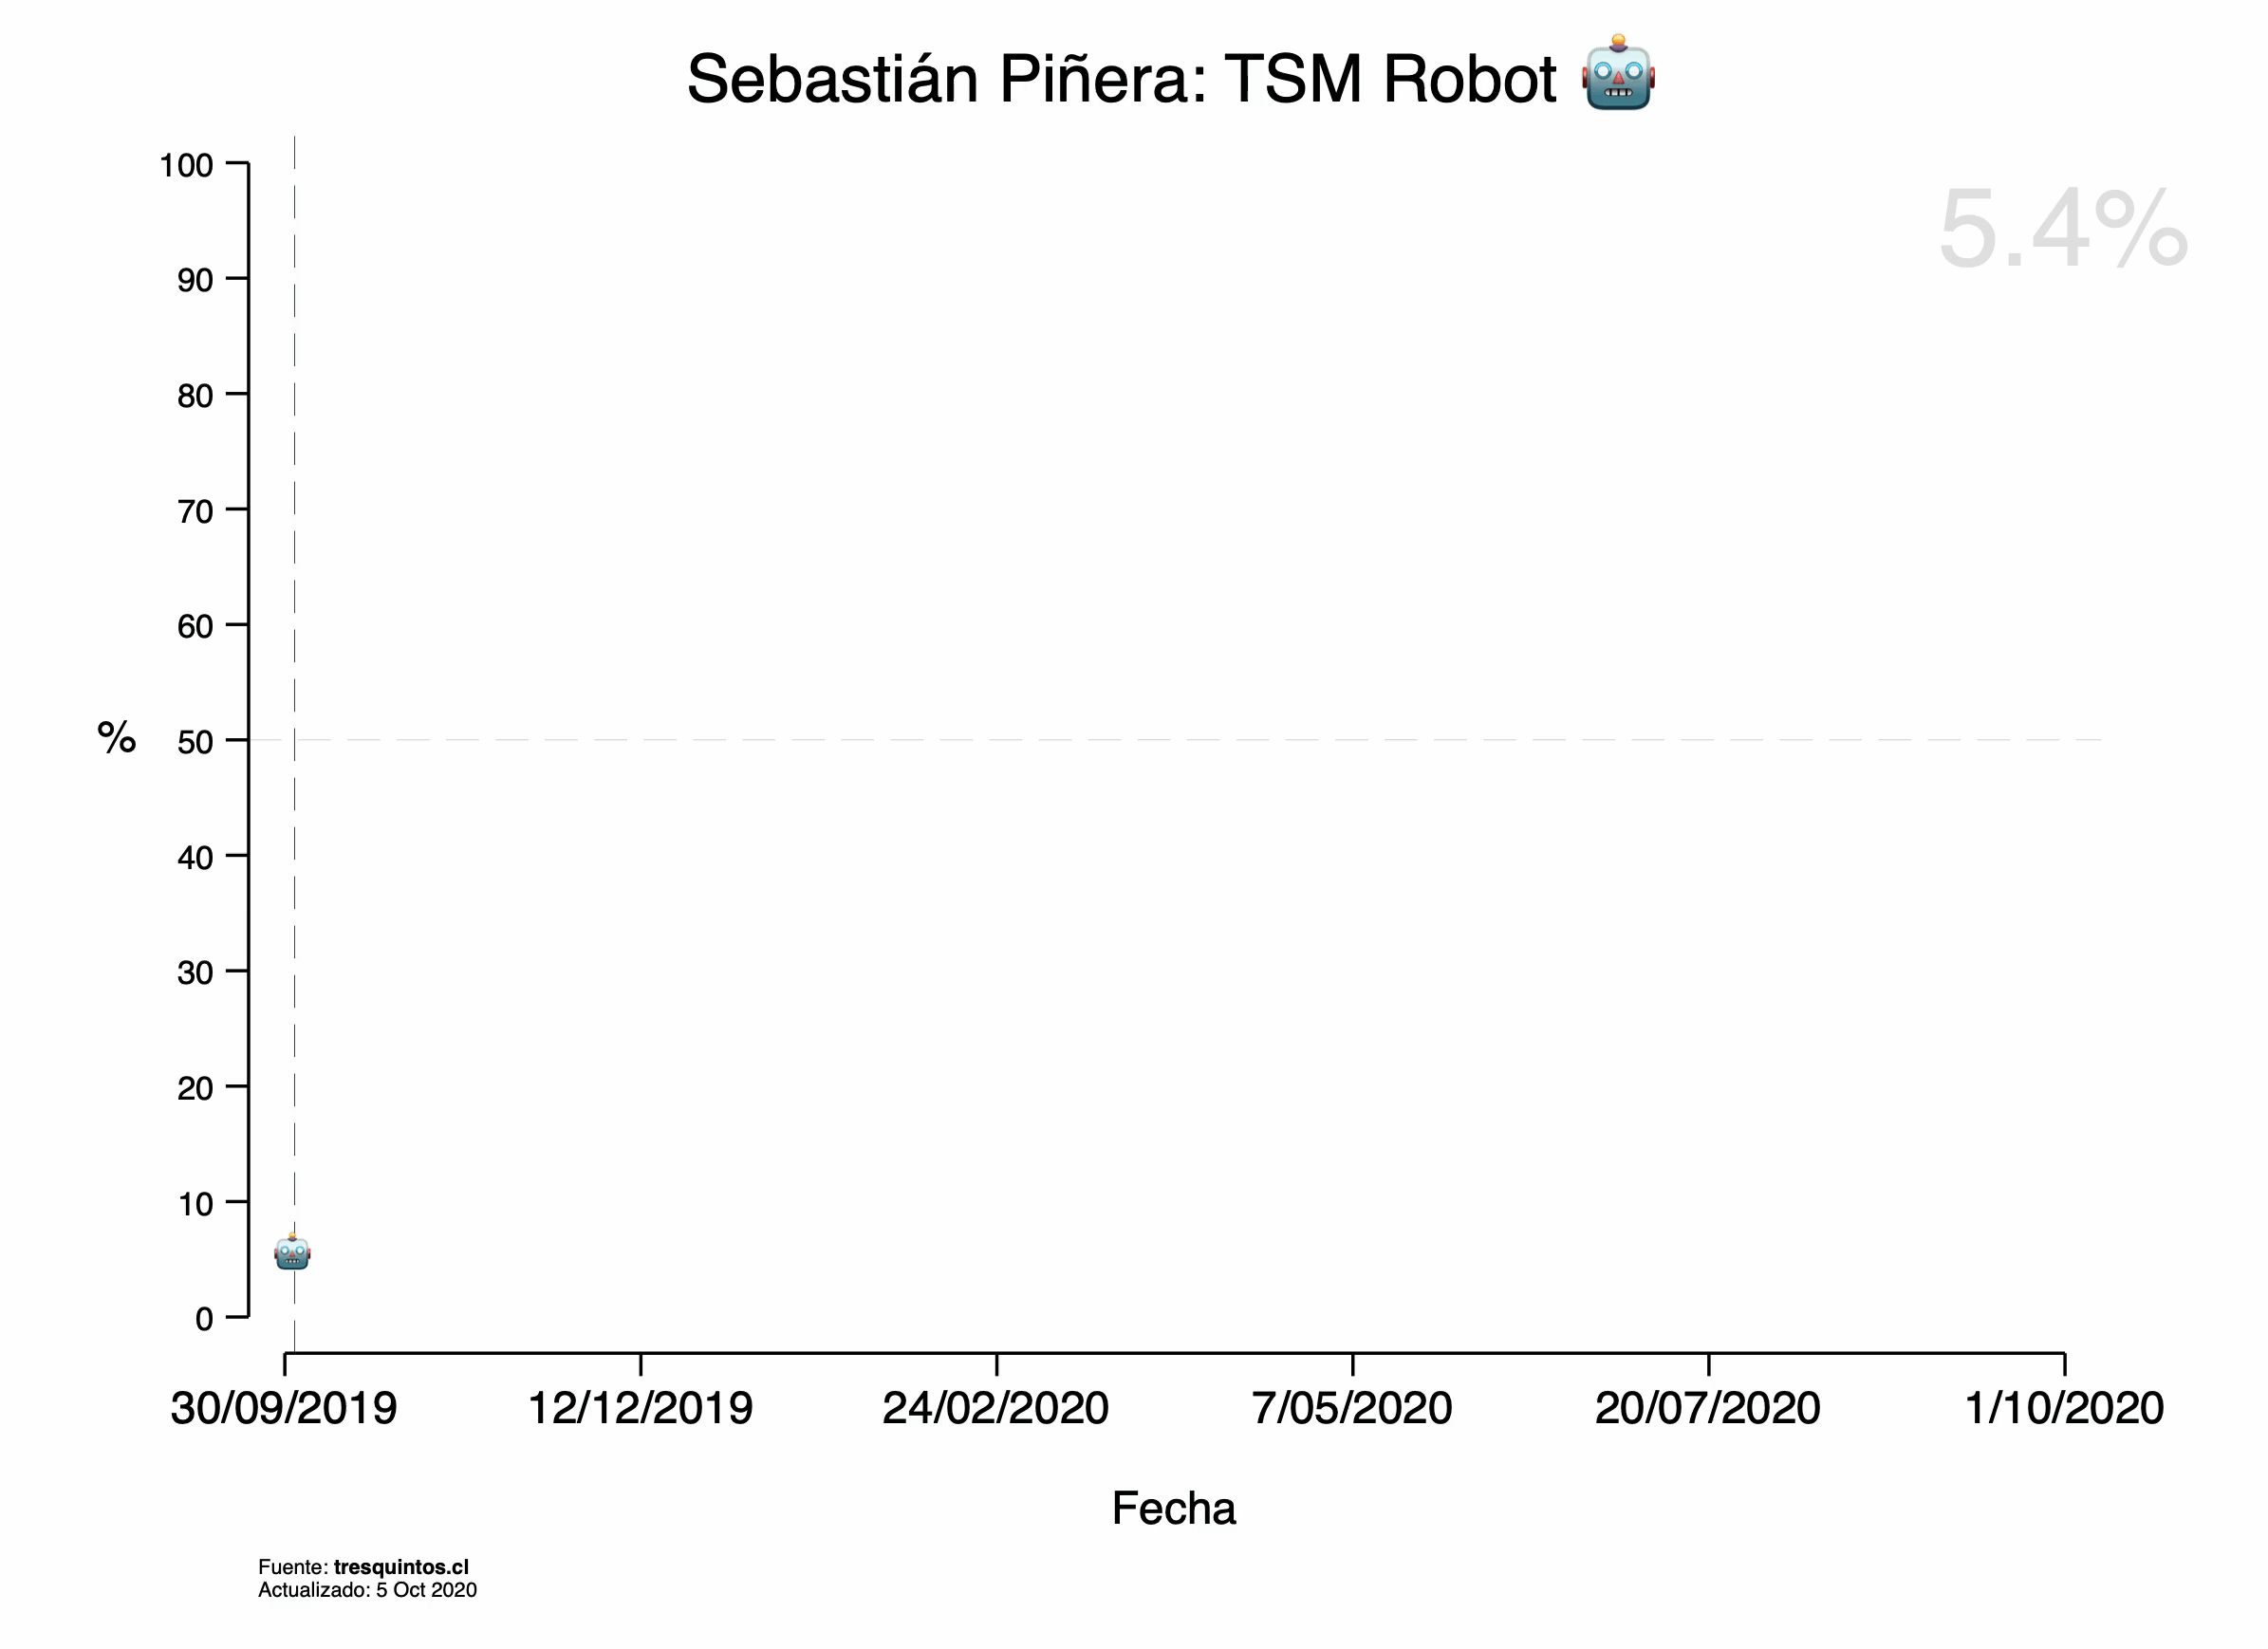 Sebastián Piñera: TSM Robot 🤖
5.4%
100
90
80
70
60
50
40
30
20
10
0
%
30/09/2019 12/12/2019 24/02/2020 7/05/2020 20/07/2020 1/10/2020
Fecha
Fuente: tresquintos.cl
Actualizado: 5 Oct 2020